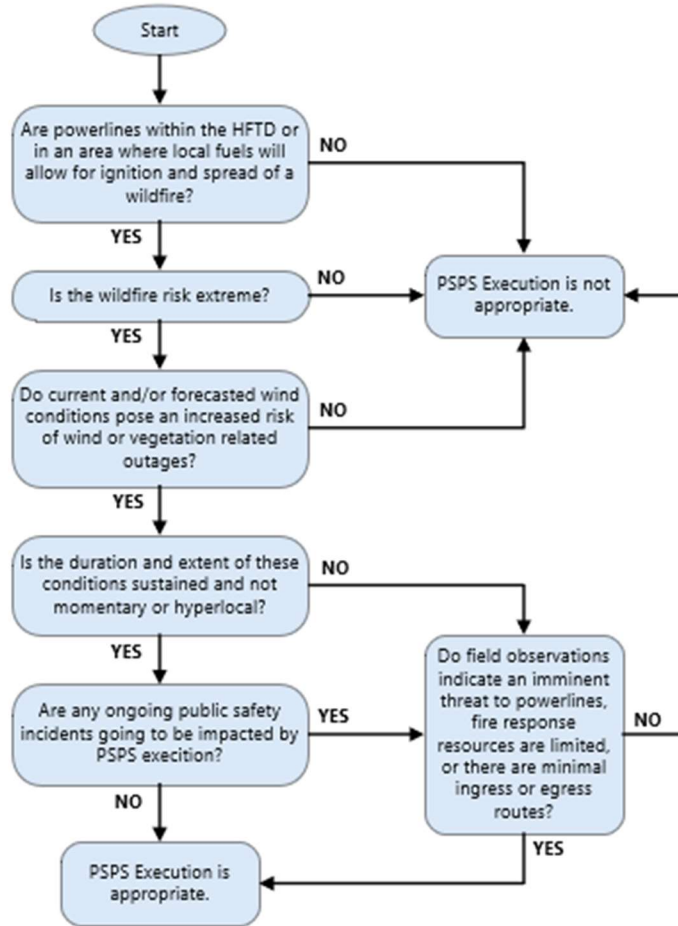 Start
Are powerlines within the HFTD or
in an area where local fuels will
allow for ignition and spread of a
wildfire?
NO
YES
Is the wildfire risk extreme?
NO
PSPS Execution is not
appropriate.
YES
Do current and/or forecasted wind
conditions pose an increased risk
of wind or vegetation related
outages?
NO
YES
Is the duration and extent of these
conditions sustained and not
momentary or hyperlocal?
NO
YES
Do field observations
indicate an imminent
threat to powerlines,
fire response
resources are limited,
or there are minimal
ingress or egress
routes?
NO
Are any ongoing public safety
incidents going to be impacted by
PSPS execition?
YES
NO
YES
PSPS Execution is
appropriate.